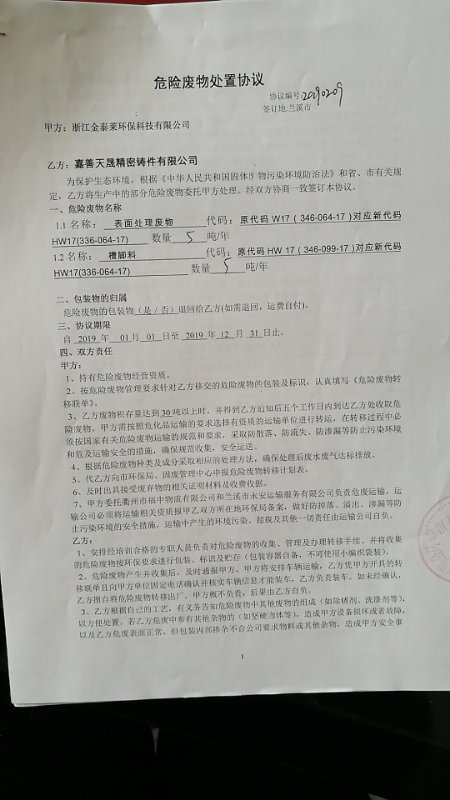 危险废物处置协议
协议编号:20190209
签订地:兰溪市
甲方：浙江金泰莱环保科技有限公司
乙方：嘉善天晟精密铸件有限公司
为保护生态环境，根据《中华人民共和国固体废物污染环境防治法》和省、市有关规
定，乙方将生产中的部分危险废物委托甲方处理。经双方协商一致签订本协议。
一、危险废物名称
1.1 名称： 表面处理废物 代码：原代码 W17（346-064-17）对应新代码
HW17(336-064-17) 数量 5 吨/年
1.2 名称： 槽脚料 代码：原代码 HW 17（346-099-17）对应新代码
HW17(336-064-17) 数量 5 吨/年
二、包装物的归属
危险废物的包装物（是/否）退回给乙方(如需退回，运费自付)。
三、协议期限
自 2019 年 01 月 01 日至 2019 年 12 月 31 日止。
四、双方责任
甲方：
1、持有危险废物经营资质。
2、按危险废物管理要求针对乙方移交的危险废物的包装及标识，认真填写《危险废物转
移联单》。
3、乙方废物积存量达到 30 吨以上时，并得到乙方通知后五个工作日内到达乙方处收取危
险废物。甲方需按照危化品运输的要求选择有资质的运输单位进行转运，在转移过程中必
须按国家有关危险废物运输的规范和要求，采取防散落、防流失、防渗漏等防止污染环境
和危及运输安全的措施，确保规范收集，安全运送。
4、根据危险废物种类及成分采取相应的处理方法，确保处理后废水废气达标排放。
5、代乙方向市环保局、固废管理中心申报危险废物转移计划表。
6、及时出具接受废弃物的相关证明材料及收费收据。
7、甲方委托衢州市祖中物流有限公司和兰溪市永安运输服务有限公司负责危废运输。运
输公司必须将运输相关资质报甲乙双方所在地环保局备案，做好防掉落、溢出、渗漏等防
止污染环境的安全措施、运输中产生的环境污染、超载及其他一切责任由运输公司自负。
乙方：
1、安排经培训合格的专职人员负责对危险废物的收集、管理及办理转移手续。并将收集
的危险废物按环保要求进行包装、标识及贮存（包装容器自备，不可使用小编织袋装）。
2、危险废物产生并收集后，及时通报甲方，甲方将安排车辆运输，乙方凭甲方开具的转
移联单且向甲方单位固定电话确认并核实车辆信息才能装车，乙方负责装车。如未经确认，
乙方擅自将危险废物转移出厂，甲方概不负责，后果由乙方自负。
3、乙方根据自己的工艺，有义务告知危险废物中其他废物的组成（如除锈剂、洗涤剂等），
以方便处置。若乙方危废中参有其他杂物的（如坚硬物体等），造成甲方设备损坏或者故障，
以及乙方危废表面正常，但包装内部掺杂不合公司要求物料或其他杂物，造成甲方安全事
1